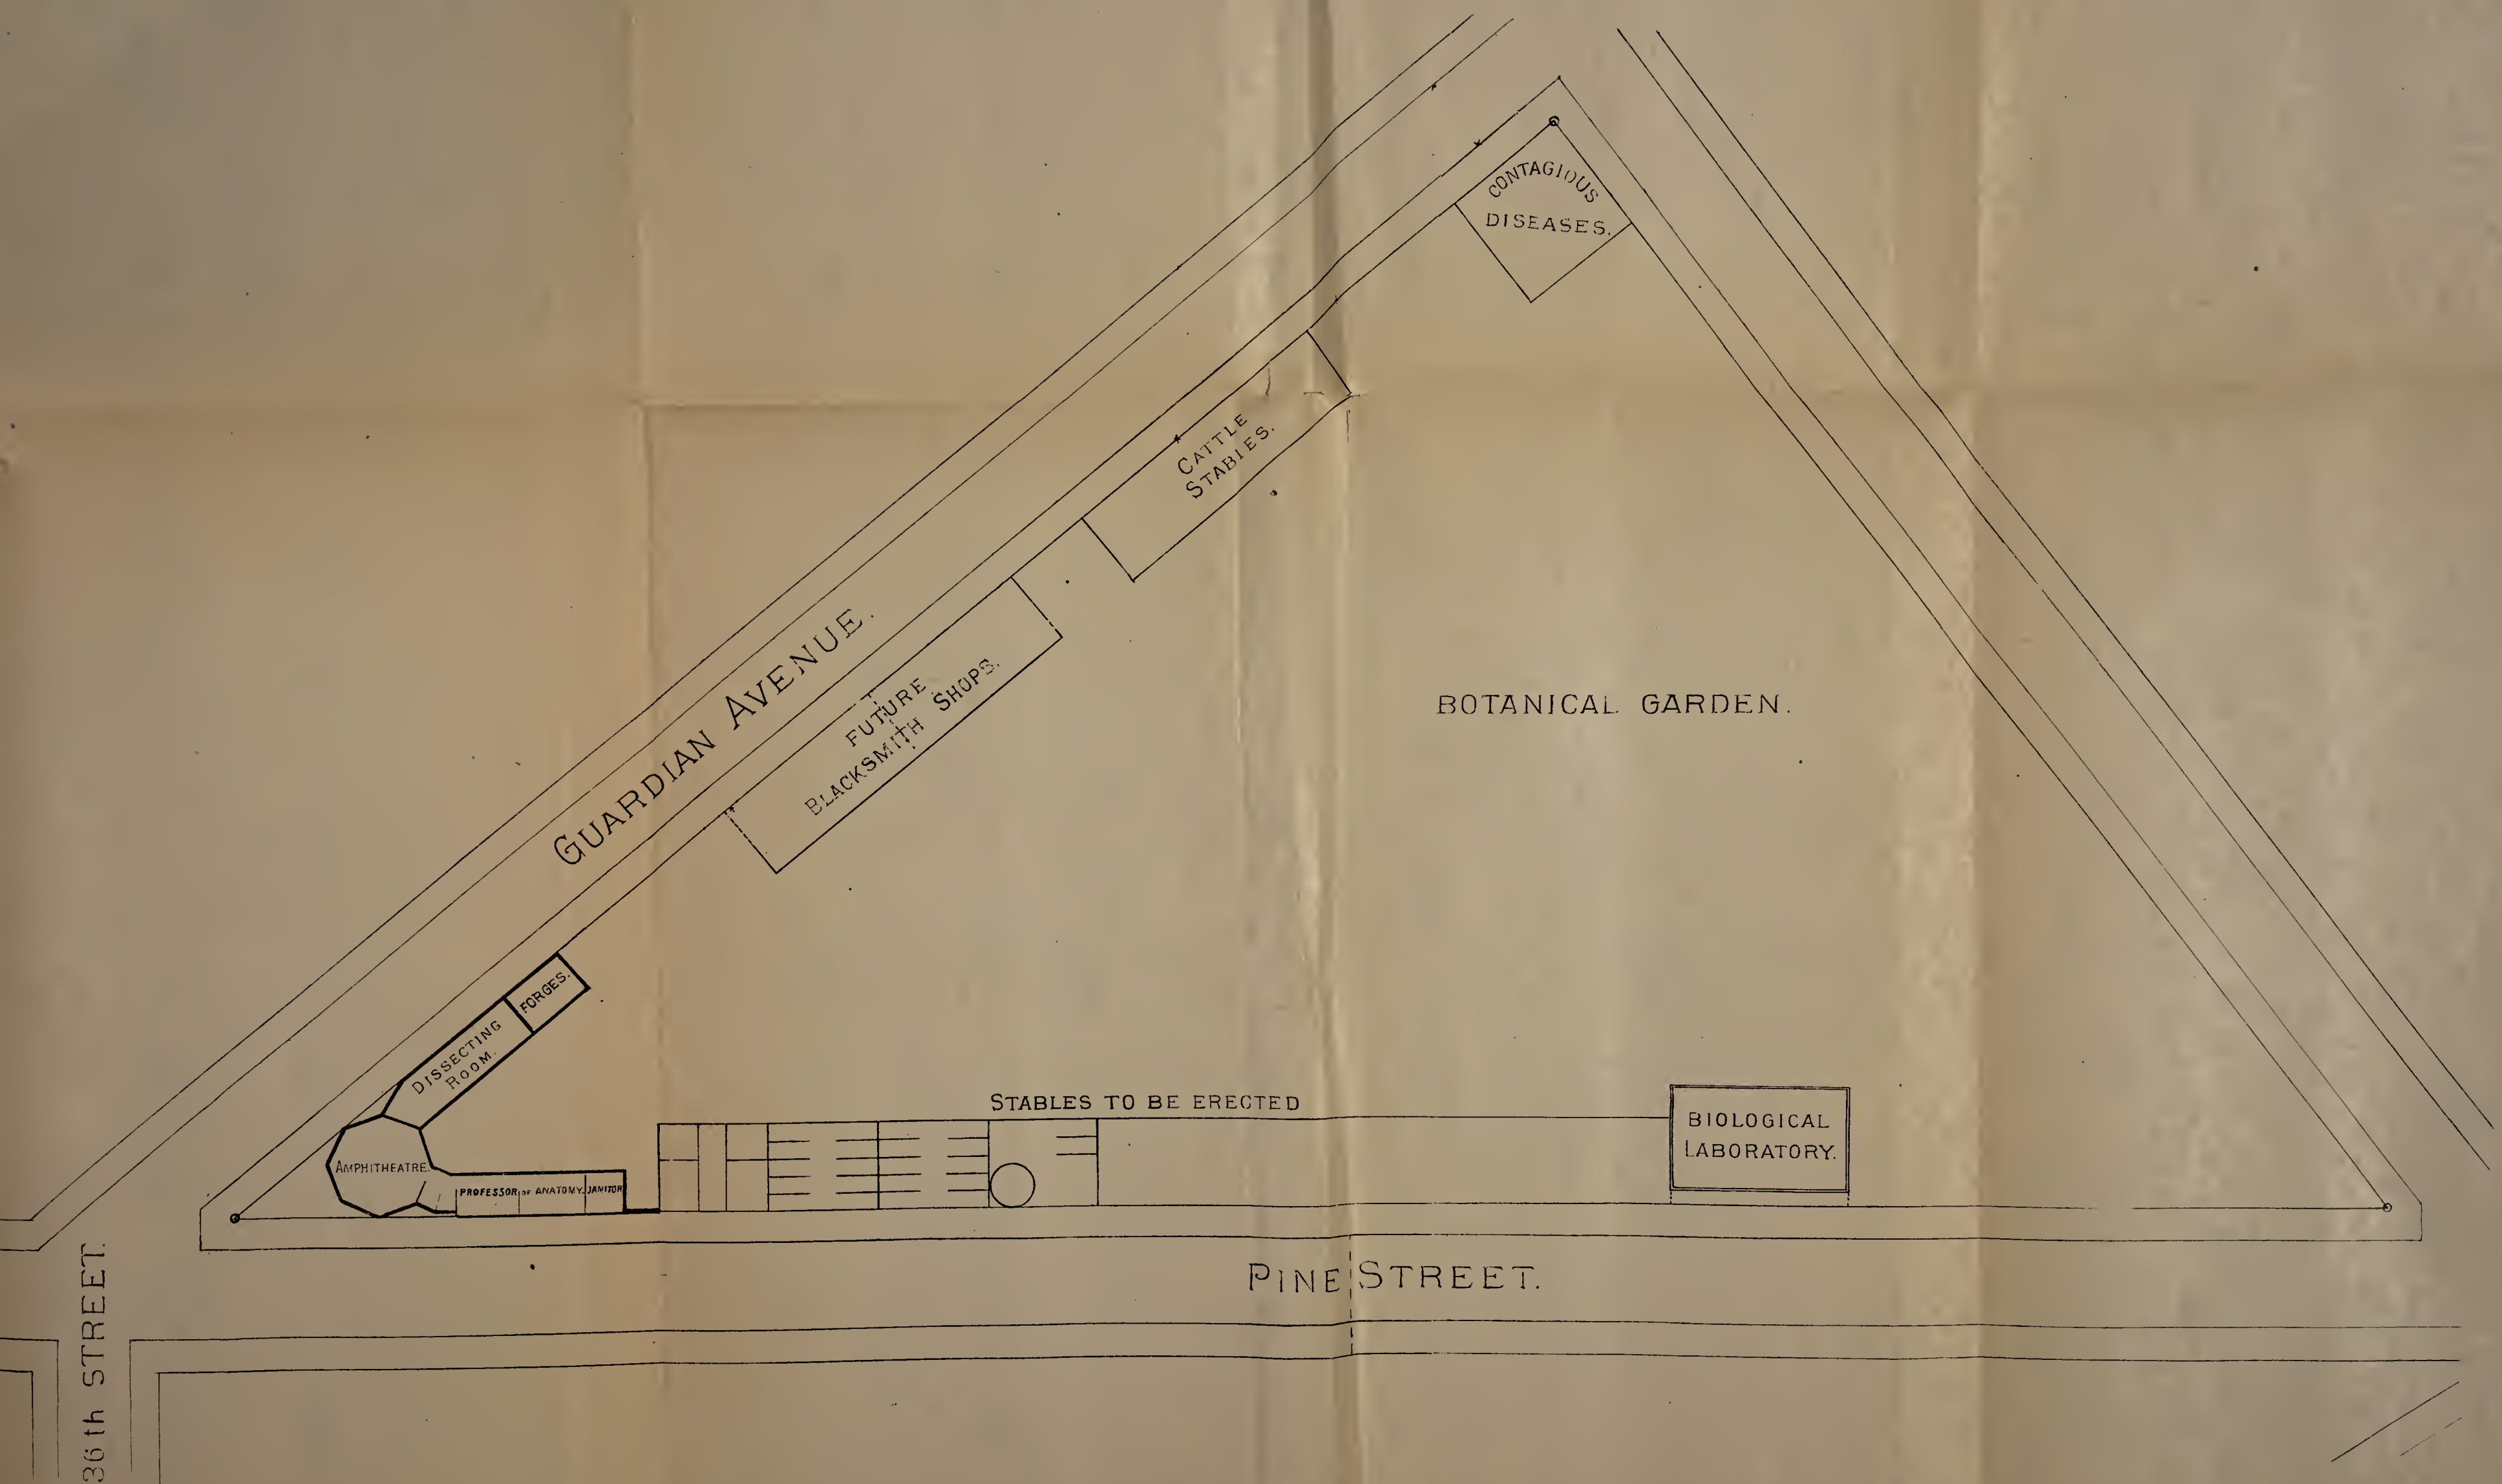 CONTAGIOUS
DISEASES.
CATTLE
STABLES.
GUARDIAN AVENUE.
FUTURE
BLACKSMITH SHOPS.
BOTANICAL GARDEN.
FORGES.
DISSECTING
ROOM.
STABLES TO BE ERECTED
BIOLOGICAL
LABORATORY.
AMPHITHEATRE.
PROFESSOR OF ANATOMY. JANITOR
PINE STREET.
36th STREET.